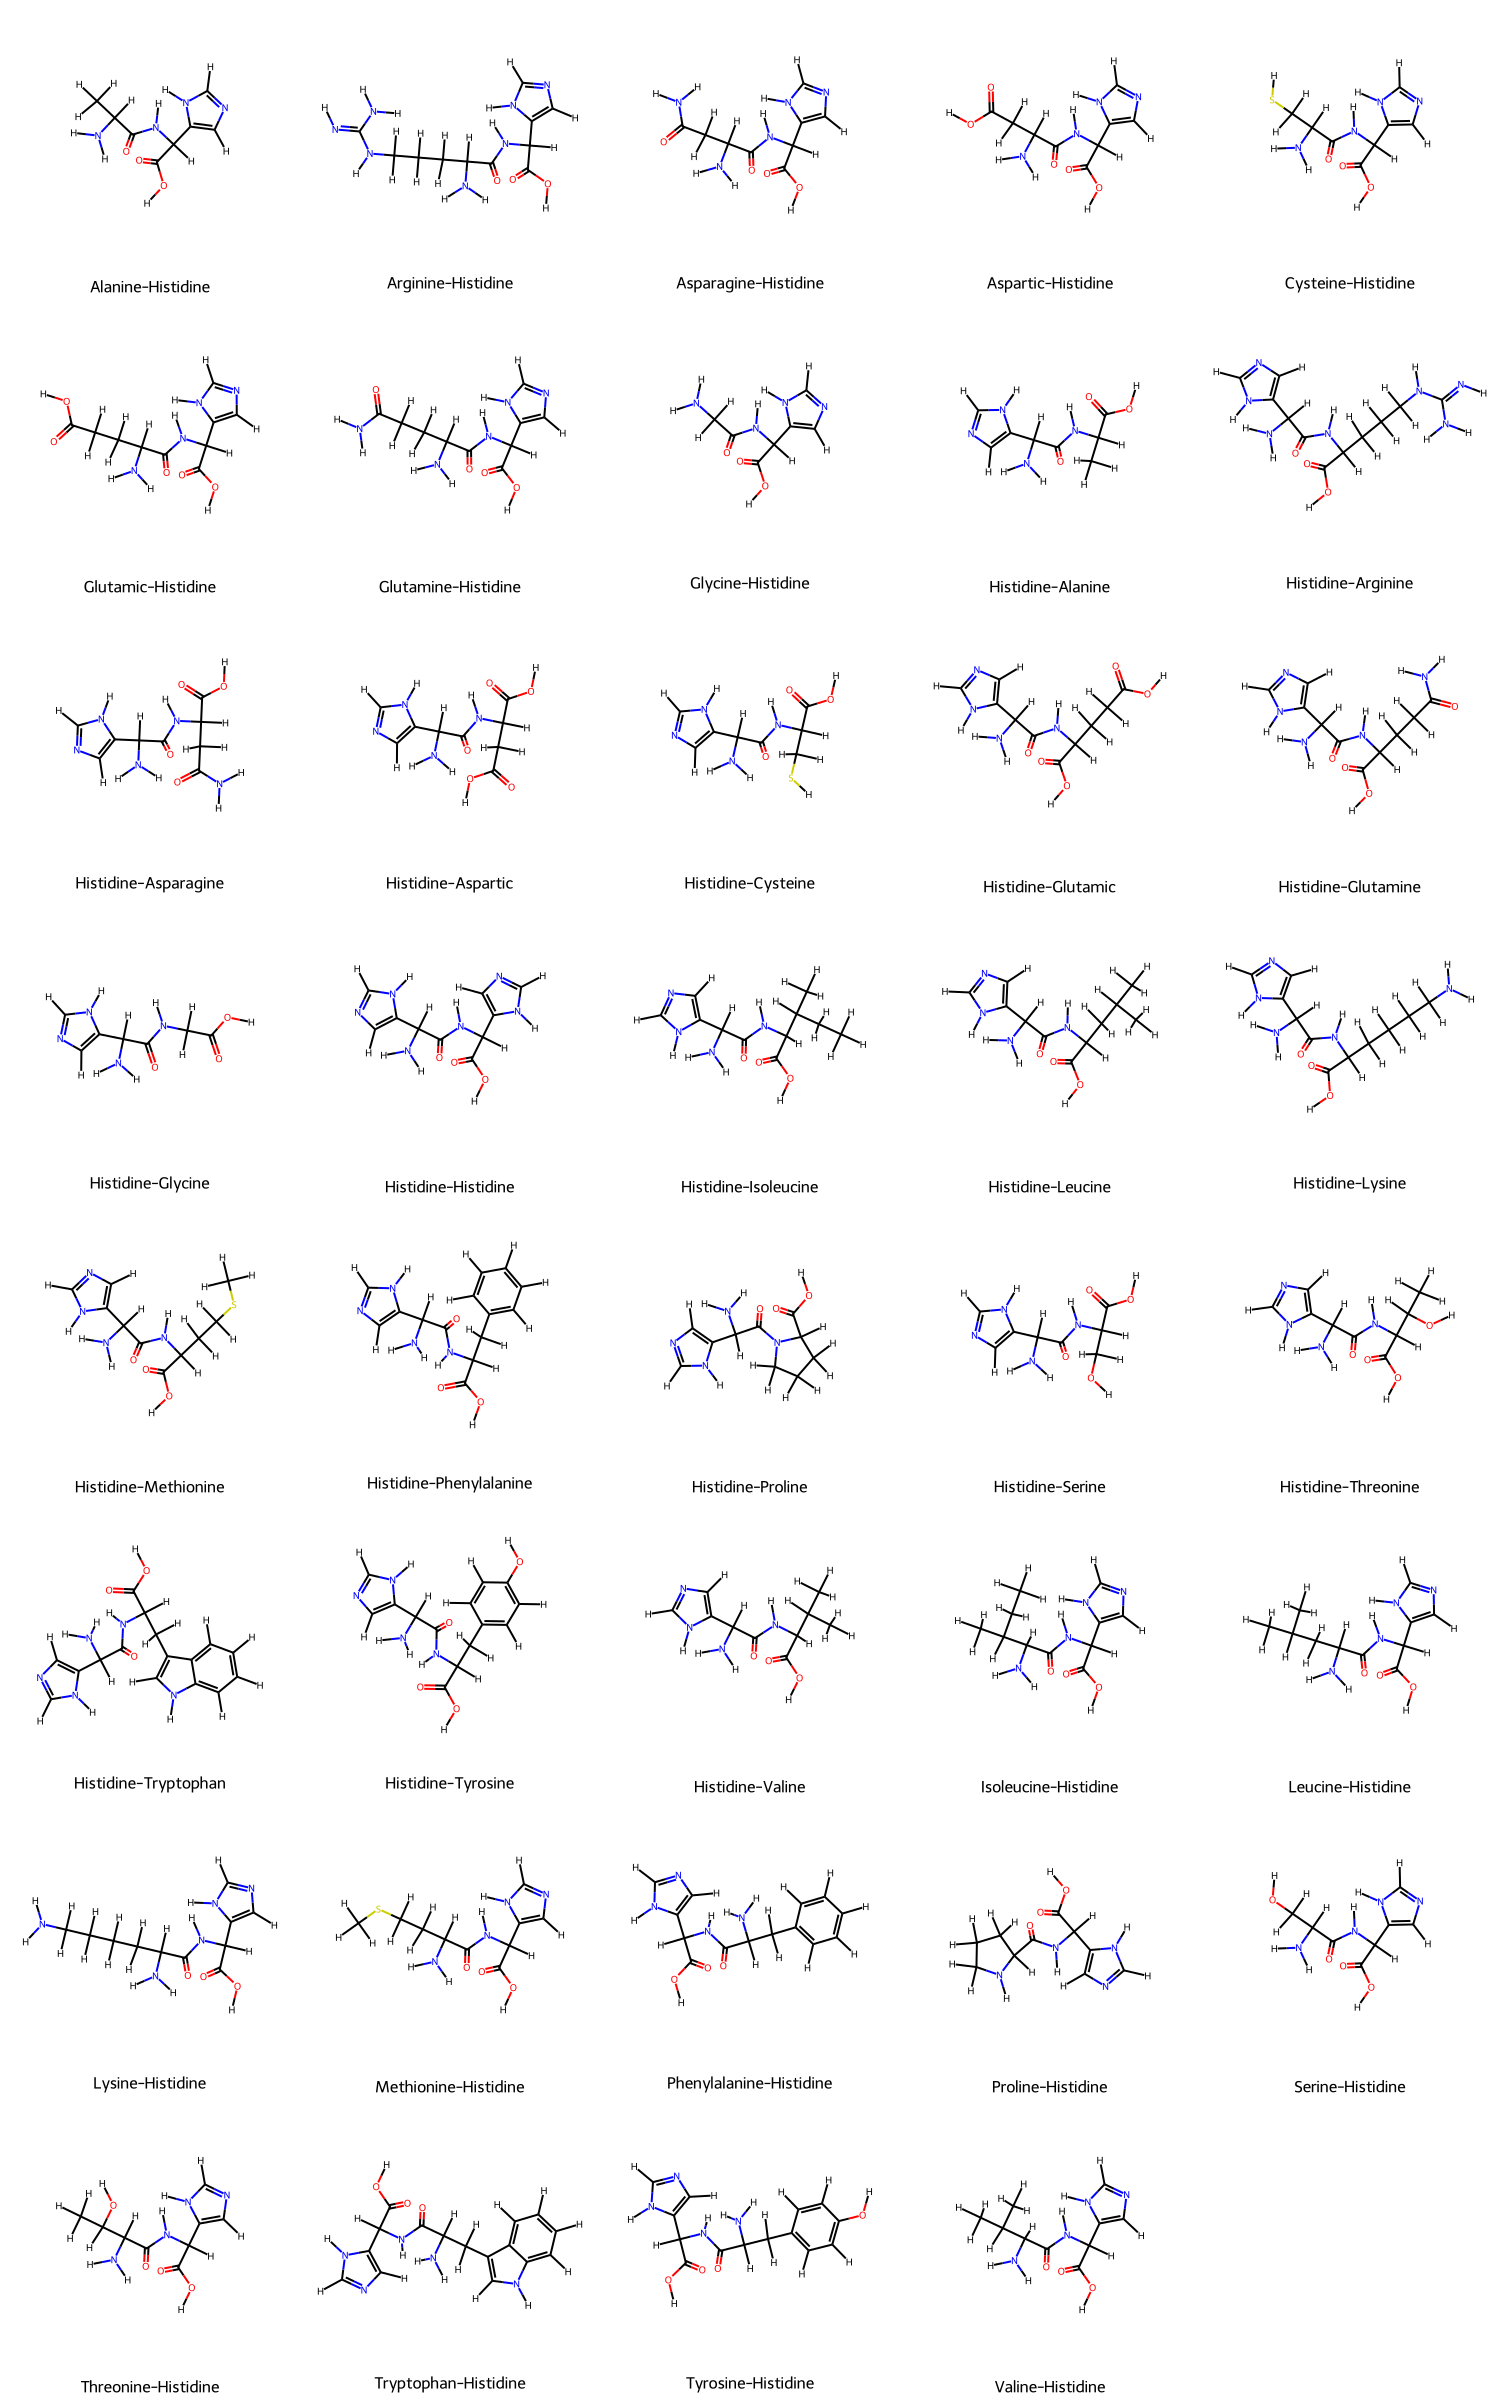 Alanine-Histidine
Arginine-Histidine
Asparagine-Histidine
Aspartic-Histidine
Cysteine-Histidine
Glutamic-Histidine
Glutamine-Histidine
Glycine-Histidine
Histidine-Alanine
Histidine-Arginine
Histidine-Asparagine
Histidine-Aspartic
Histidine-Cysteine
Histidine-Glutamic
Histidine-Glutamine
Histidine-Glycine
Histidine-Histidine
Histidine-Isoleucine
Histidine-Leucine
Histidine-Lysine
Histidine-Methionine
Histidine-Phenylalanine
Histidine-Proline
Histidine-Serine
Histidine-Threonine
Histidine-Tryptophan
Histidine-Tyrosine
Histidine-Valine
Isoleucine-Histidine
Leucine-Histidine
Lysine-Histidine
Methionine-Histidine
Phenylalanine-Histidine
Proline-Histidine
Serine-Histidine
Threonine-Histidine
Tryptophan-Histidine
Tyrosine-Histidine
Valine-Histidine